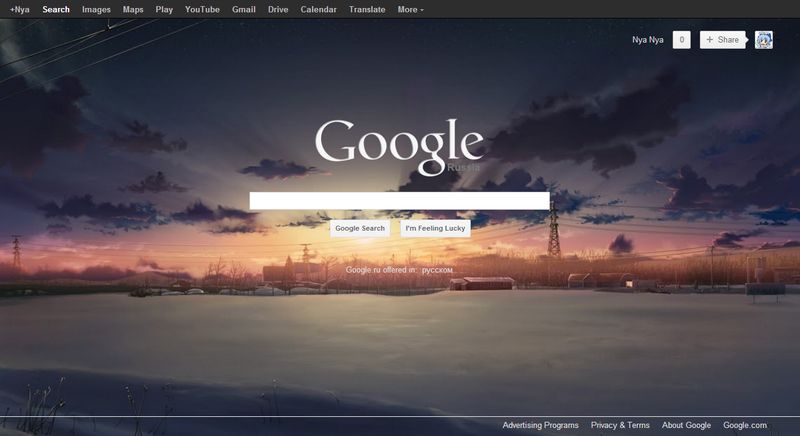 +Nya Search Images Maps Play YouTube Gmail Drive Calendar Translate More
Nya Nya 0 + Share
Google
Russia
Google Search I'm Feeling Lucky
Google.ru offered in: русском
Advertising Programs Privacy & Terms About Google Google.com